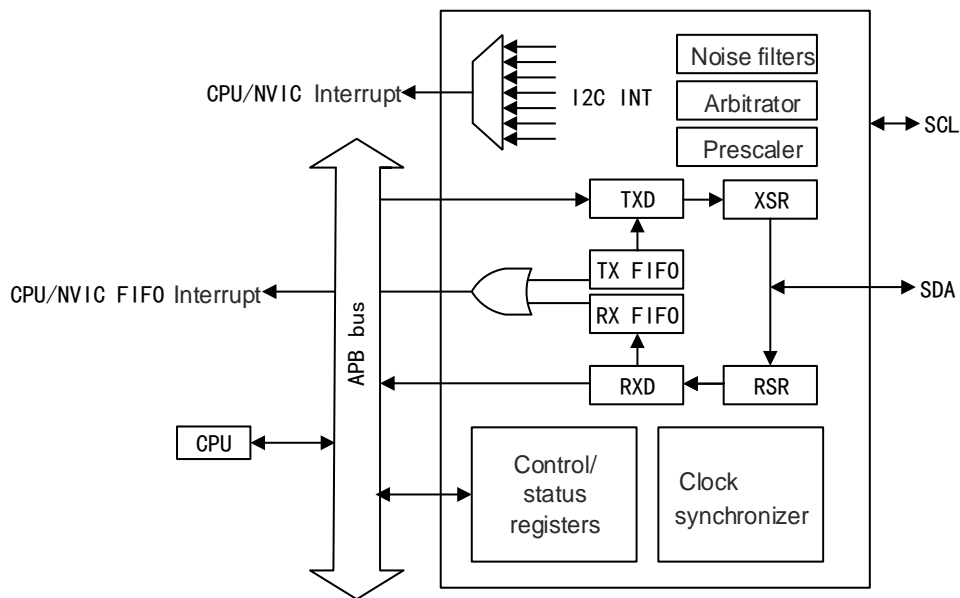 Noise filters
CPU/NVIC Interrupt
I2C INT
Arbitrator
SCL
Prescaler
TXD
XSR
TX FIFO
CPU/NVIC FIFO Interrupt
SDA
RX FIFO
APB bus
RXD
RSR
CPU
Control/
status
registers
Clock
synchronizer